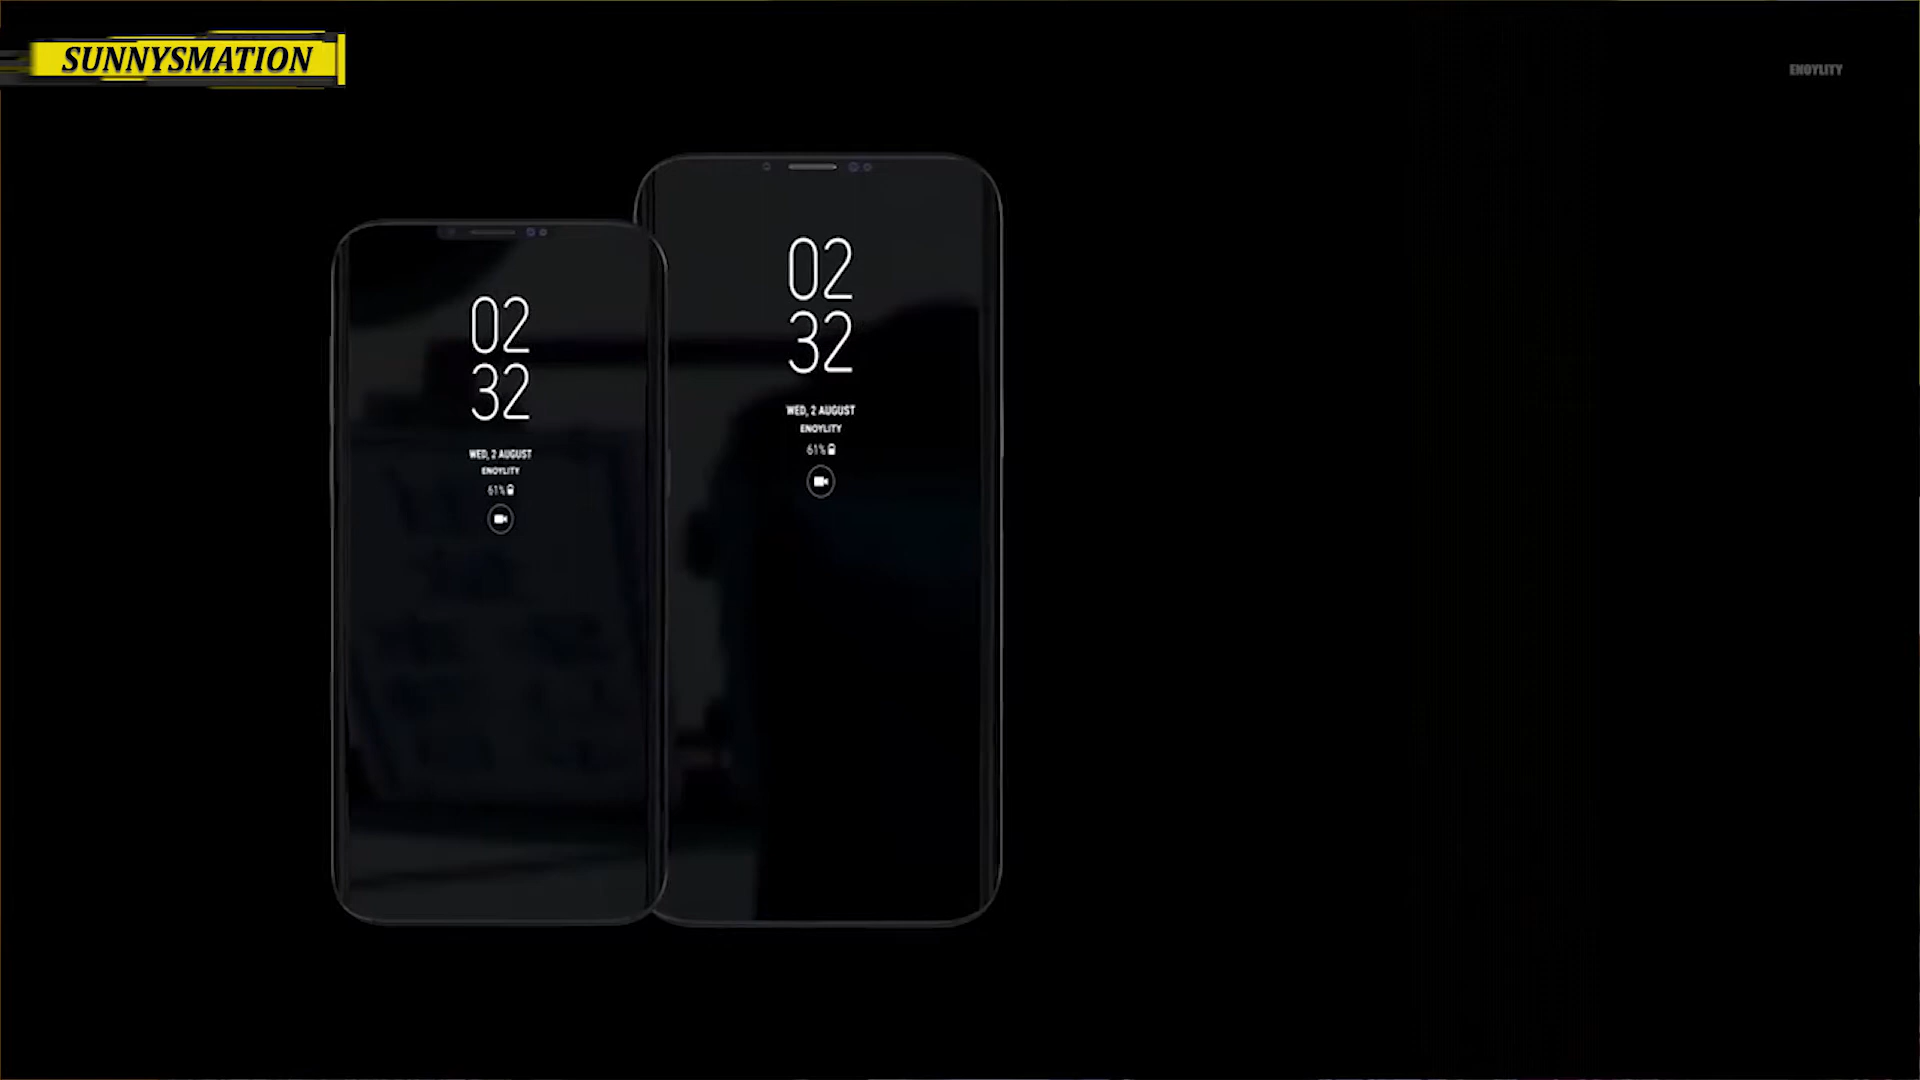 SUNNYSMATION
ENOYLITY
02
32
WED, 2 AUGUST
ENOYLITY
61%
02
32
WED, 2 AUGUST
ENOYLITY
61%